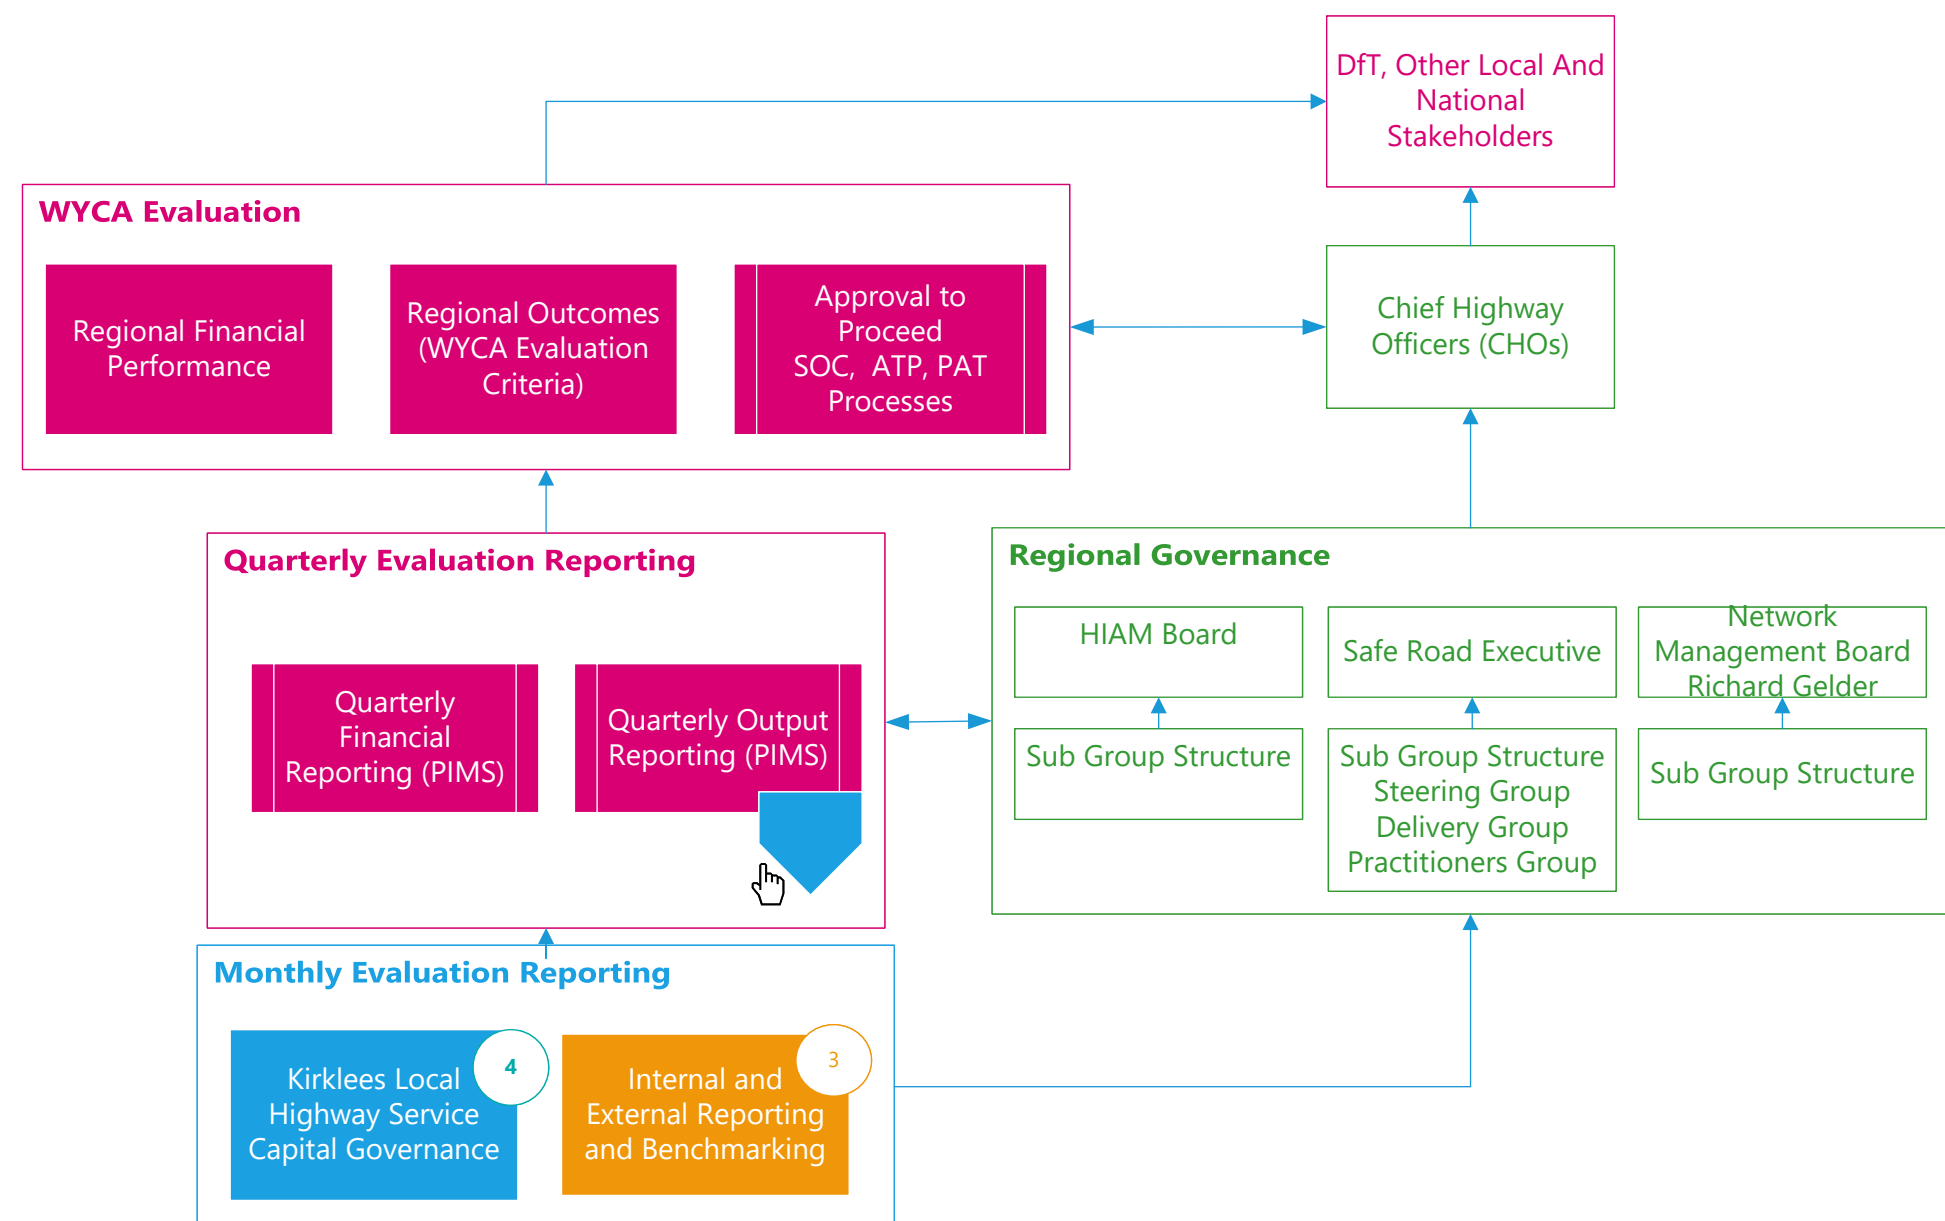 DfT, Other Local And
National
Stakeholders
WYCA Evaluation
Regional Financial
Performance
Regional Outcomes
(WYCA Evaluation
Criteria)
Approval to
Proceed
SOC, ATP, PAT
Processes
Chief Highway
Officers (CHOs)
Quarterly Evaluation Reporting
Quarterly
Financial
Reporting (PIMS)
Quarterly Output
Reporting (PIMS)
Regional Governance
HIAM Board
Safe Road Executive
Network
Management Board
Richard Gelder
Sub Group Structure
Sub Group Structure
Steering Group
Delivery Group
Practitioners Group
Sub Group Structure
Monthly Evaluation Reporting
Kirklees Local
Highway Service
Capital Governance
4
Internal and
External Reporting
and Benchmarking
3